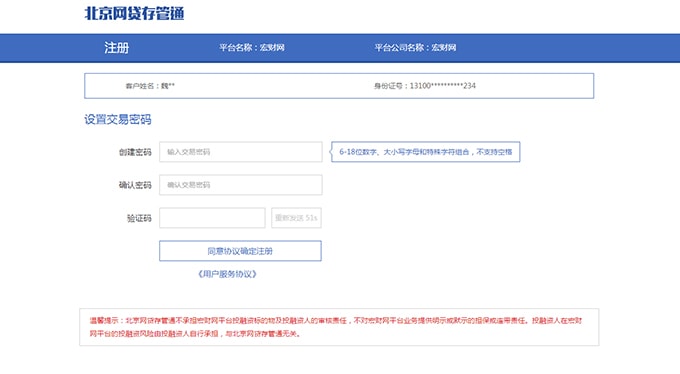 北京网贷存管通
注册 平台名称：宏财网 平台公司名称：宏财网
客户姓名：魏** 身份证号：13100**********234
设置交易密码
创建密码 输入交易密码 6-18位数字、大小写字母和特殊字符组合，不支持空格
确认密码 确认交易密码
验证码 重新发送 51s
同意协议确定注册
《用户服务协议》
温馨提示：北京网贷存管通不承担宏财网平台投融资标的物及投融资人的审核责任，不对宏财网平台业务提供明示或默示的担保或连带责任。投融资人在宏财
网平台的投融资风险由投融资人自行承担，与北京网贷存管通无关。